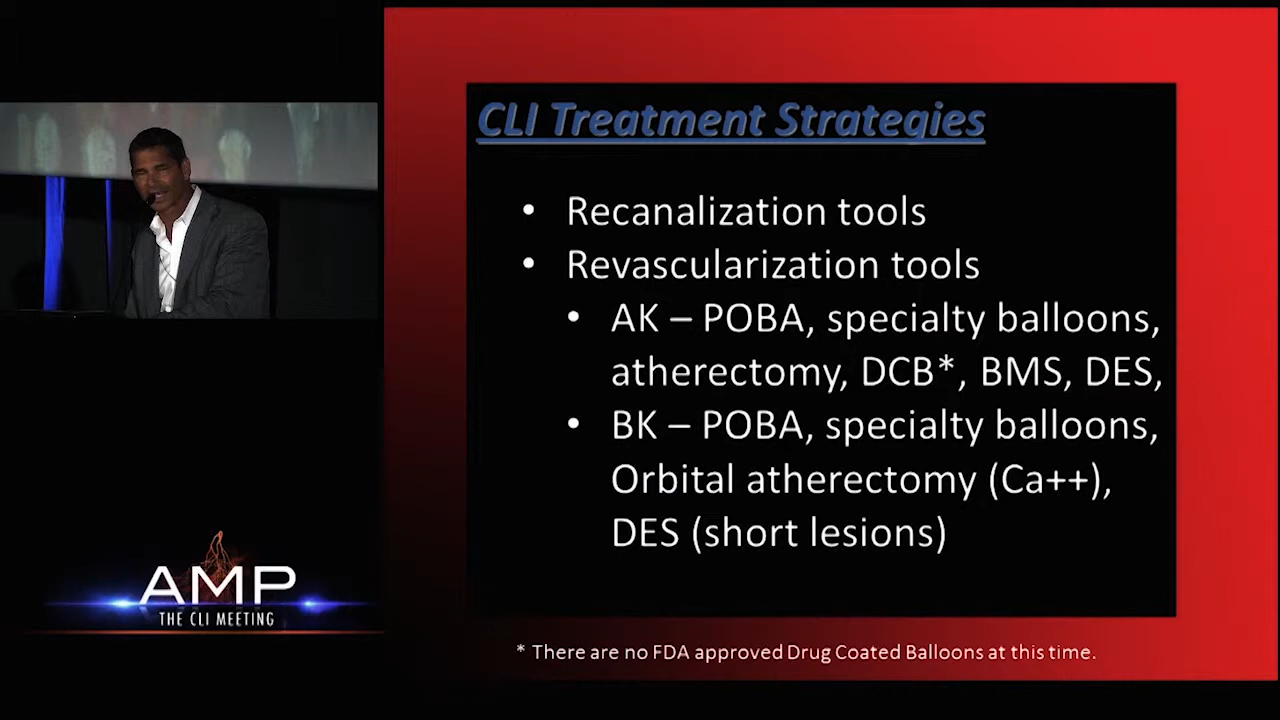 CLI Treatment Strategies
• Recanalization tools
• Revascularization tools
• AK – POBA, specialty balloons,
atherectomy, DCB*, BMS, DES,
• BK – POBA, specialty balloons,
Orbital atherectomy (Ca++),
DES (short lesions)
* There are no FDA approved Drug Coated Balloons at this time.
AMP
THE CLI MEETING